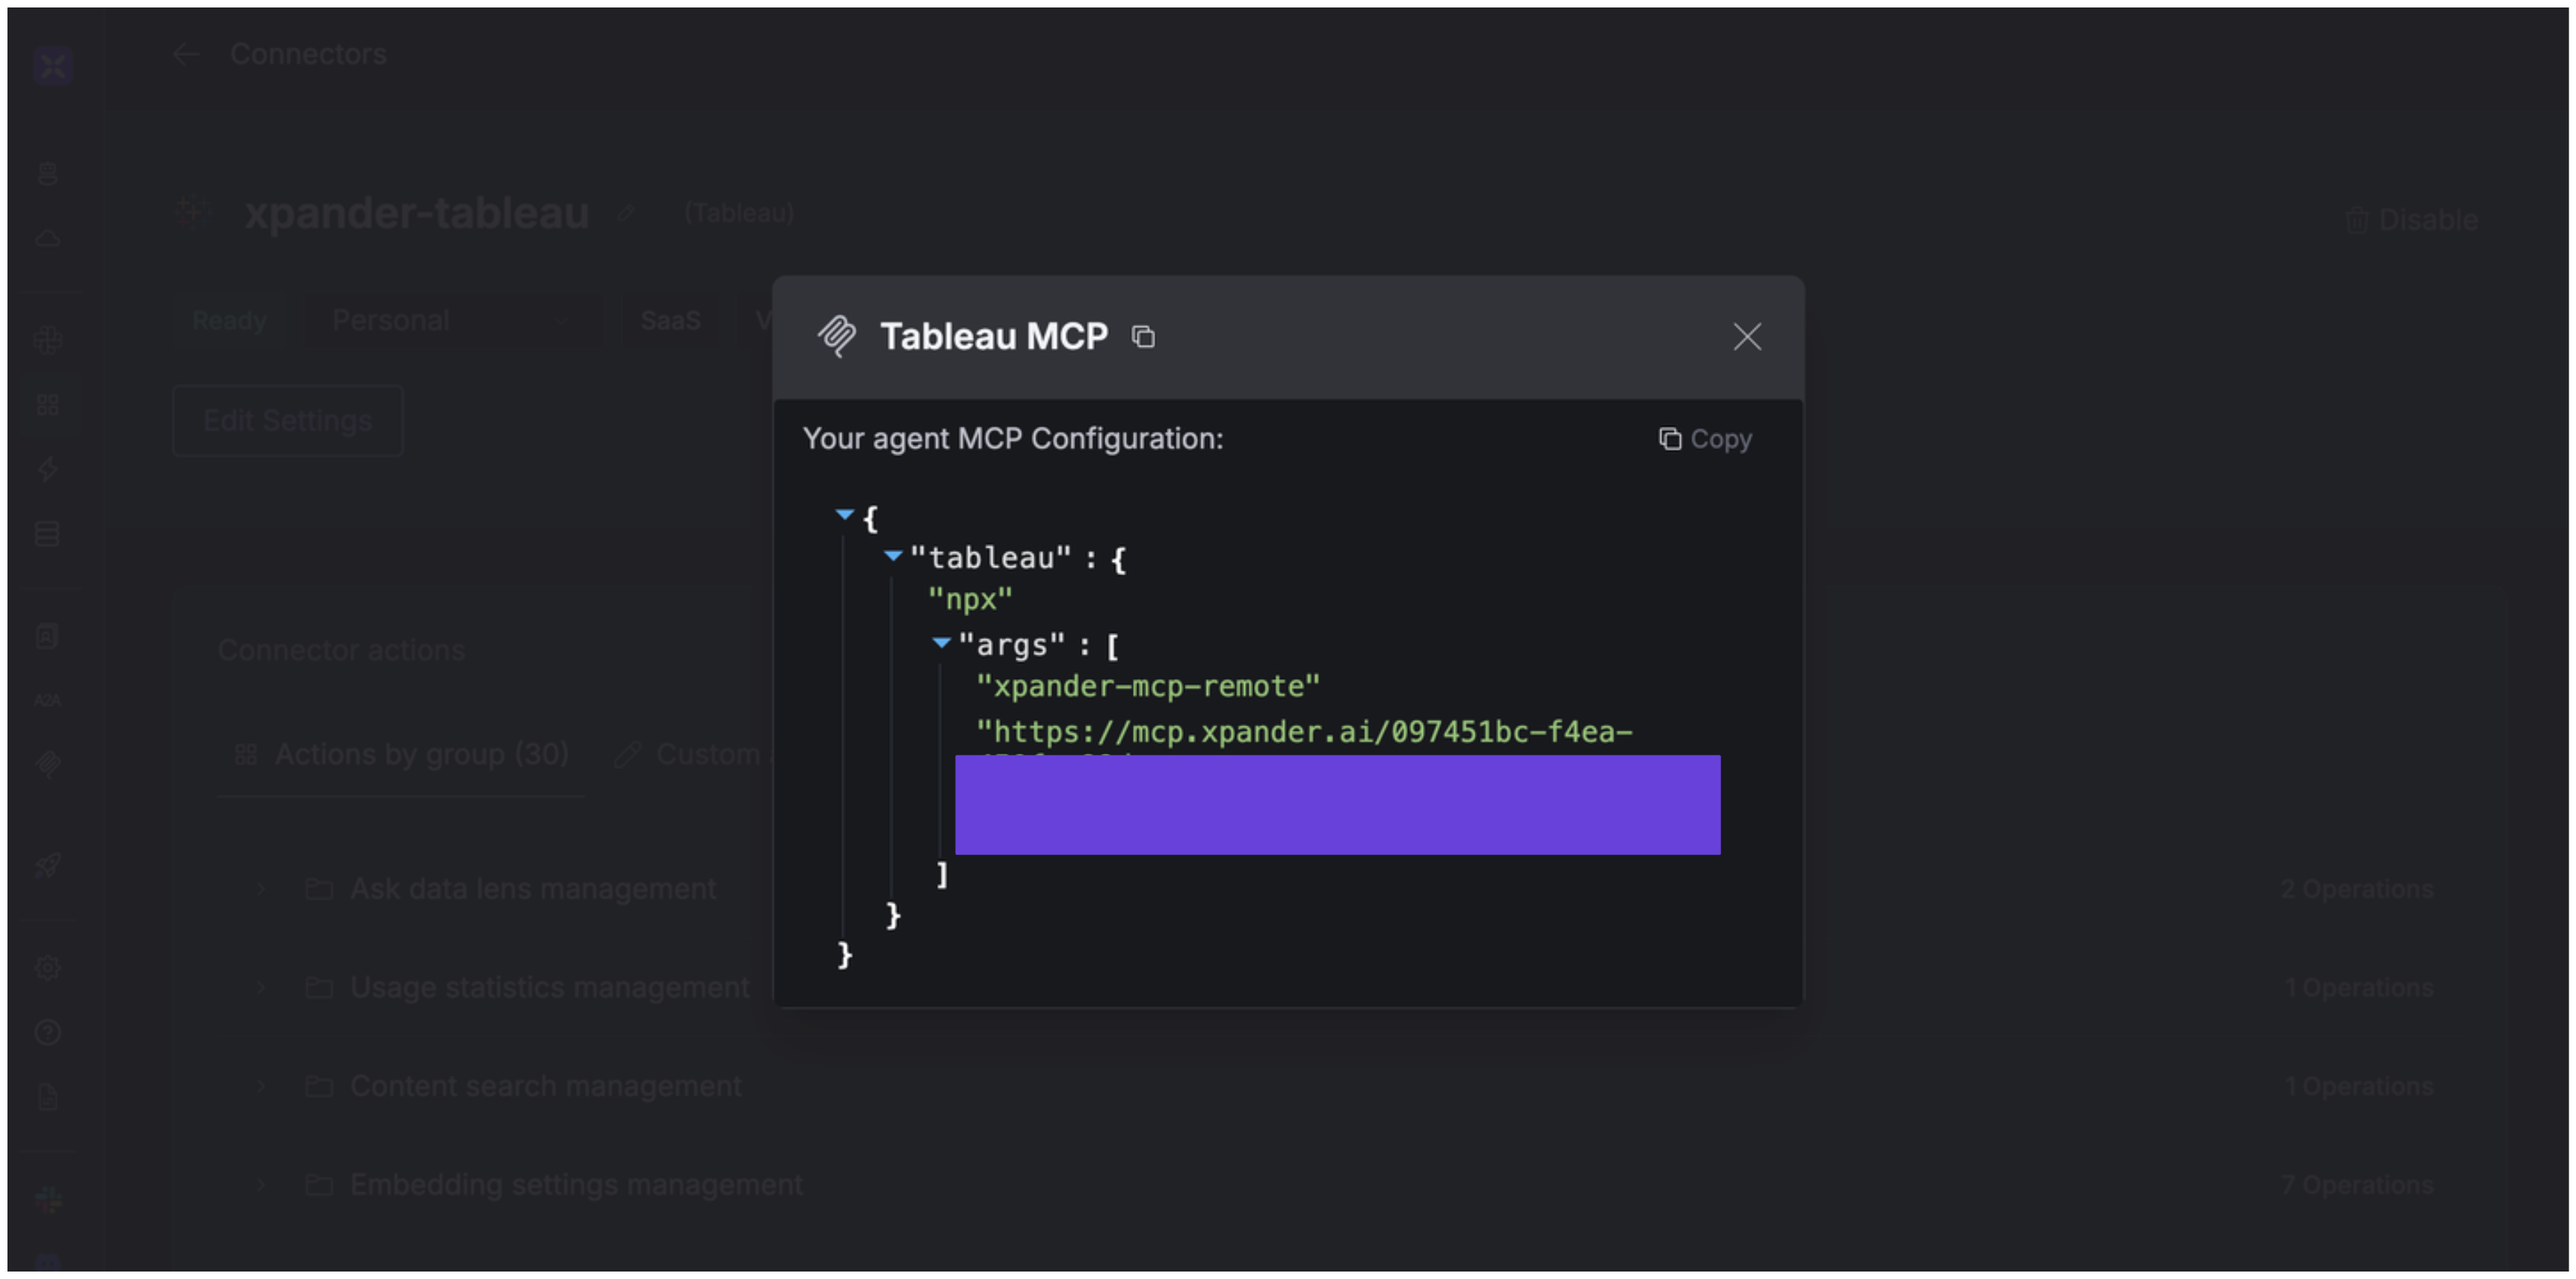 Connectors
xpander-tableau
(Tableau)
Disable
Ready
Personal
SaaS
V
Edit Settings
Tableau MCP
Your agent MCP Configuration:
Copy
{
"tableau" : {
"npx"
"args" : [
"xpander-mcp-remote"
"https://mcp.xpander.ai/097451bc-f4ea-
]
}
}
Connector actions
Actions by group (30)
Custom
A2A
Ask data lens management
2 Operations
Usage statistics management
1 Operations
Content search management
1 Operations
Embedding settings management
7 Operations